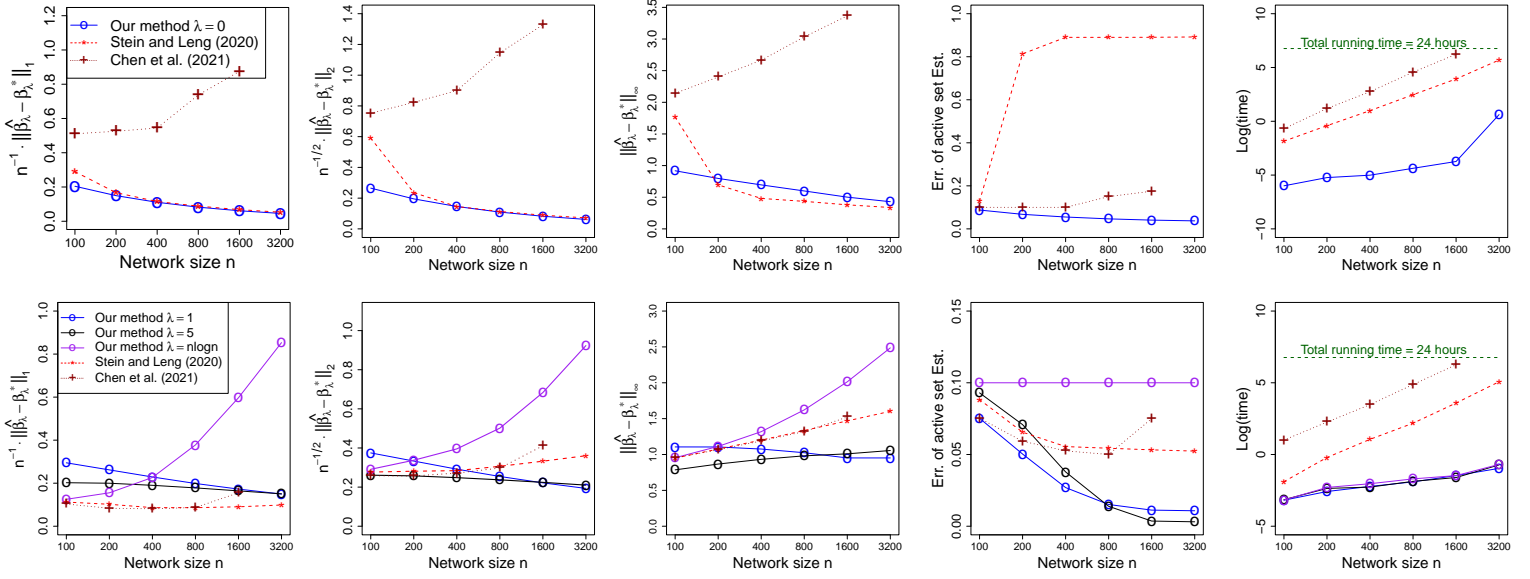 n⁻¹ · ||β̂_λ − β*_λ||₁
0.0 0.2 0.4 0.6 0.8 1.0 1.2
Our method λ = 0
Stein and Leng (2020)
Chen et al. (2021)
100 200 400 800 1600 3200
Network size n
n⁻¹/² · ||β̂_λ − β*_λ||₂
0.0 0.2 0.4 0.6 0.8 1.0 1.2 1.4
100 200 400 800 1600 3200
Network size n
||β̂_λ − β*_λ||∞
0.0 0.5 1.0 1.5 2.0 2.5 3.0 3.5
100 200 400 800 1600 3200
Network size n
Err. of active set Est.
0.0 0.2 0.4 0.6 0.8 1.0
100 200 400 800 1600 3200
Network size n
Log(time)
−10 −5 0 5 10
Total running time = 24 hours
100 200 400 800 1600 3200
Network size n
n⁻¹ · ||β̂_λ − β*_λ||₁
0.0 0.2 0.4 0.6 0.8 1.0
Our method λ = 1
Our method λ = 5
Our method λ = nlogn
Stein and Leng (2020)
Chen et al. (2021)
100 200 400 800 1600 3200
Network size n
n⁻¹/² · ||β̂_λ − β*_λ||₂
0.0 0.2 0.4 0.6 0.8 1.0
100 200 400 800 1600 3200
Network size n
||β̂_λ − β*_λ||∞
0.0 0.5 1.0 1.5 2.0 2.5 3.0
100 200 400 800 1600 3200
Network size n
Err. of active set Est.
0.00 0.05 0.10 0.15
100 200 400 800 1600 3200
Network size n
Log(time)
−5 0 5 10
Total running time = 24 hours
100 200 400 800 1600 3200
Network size n